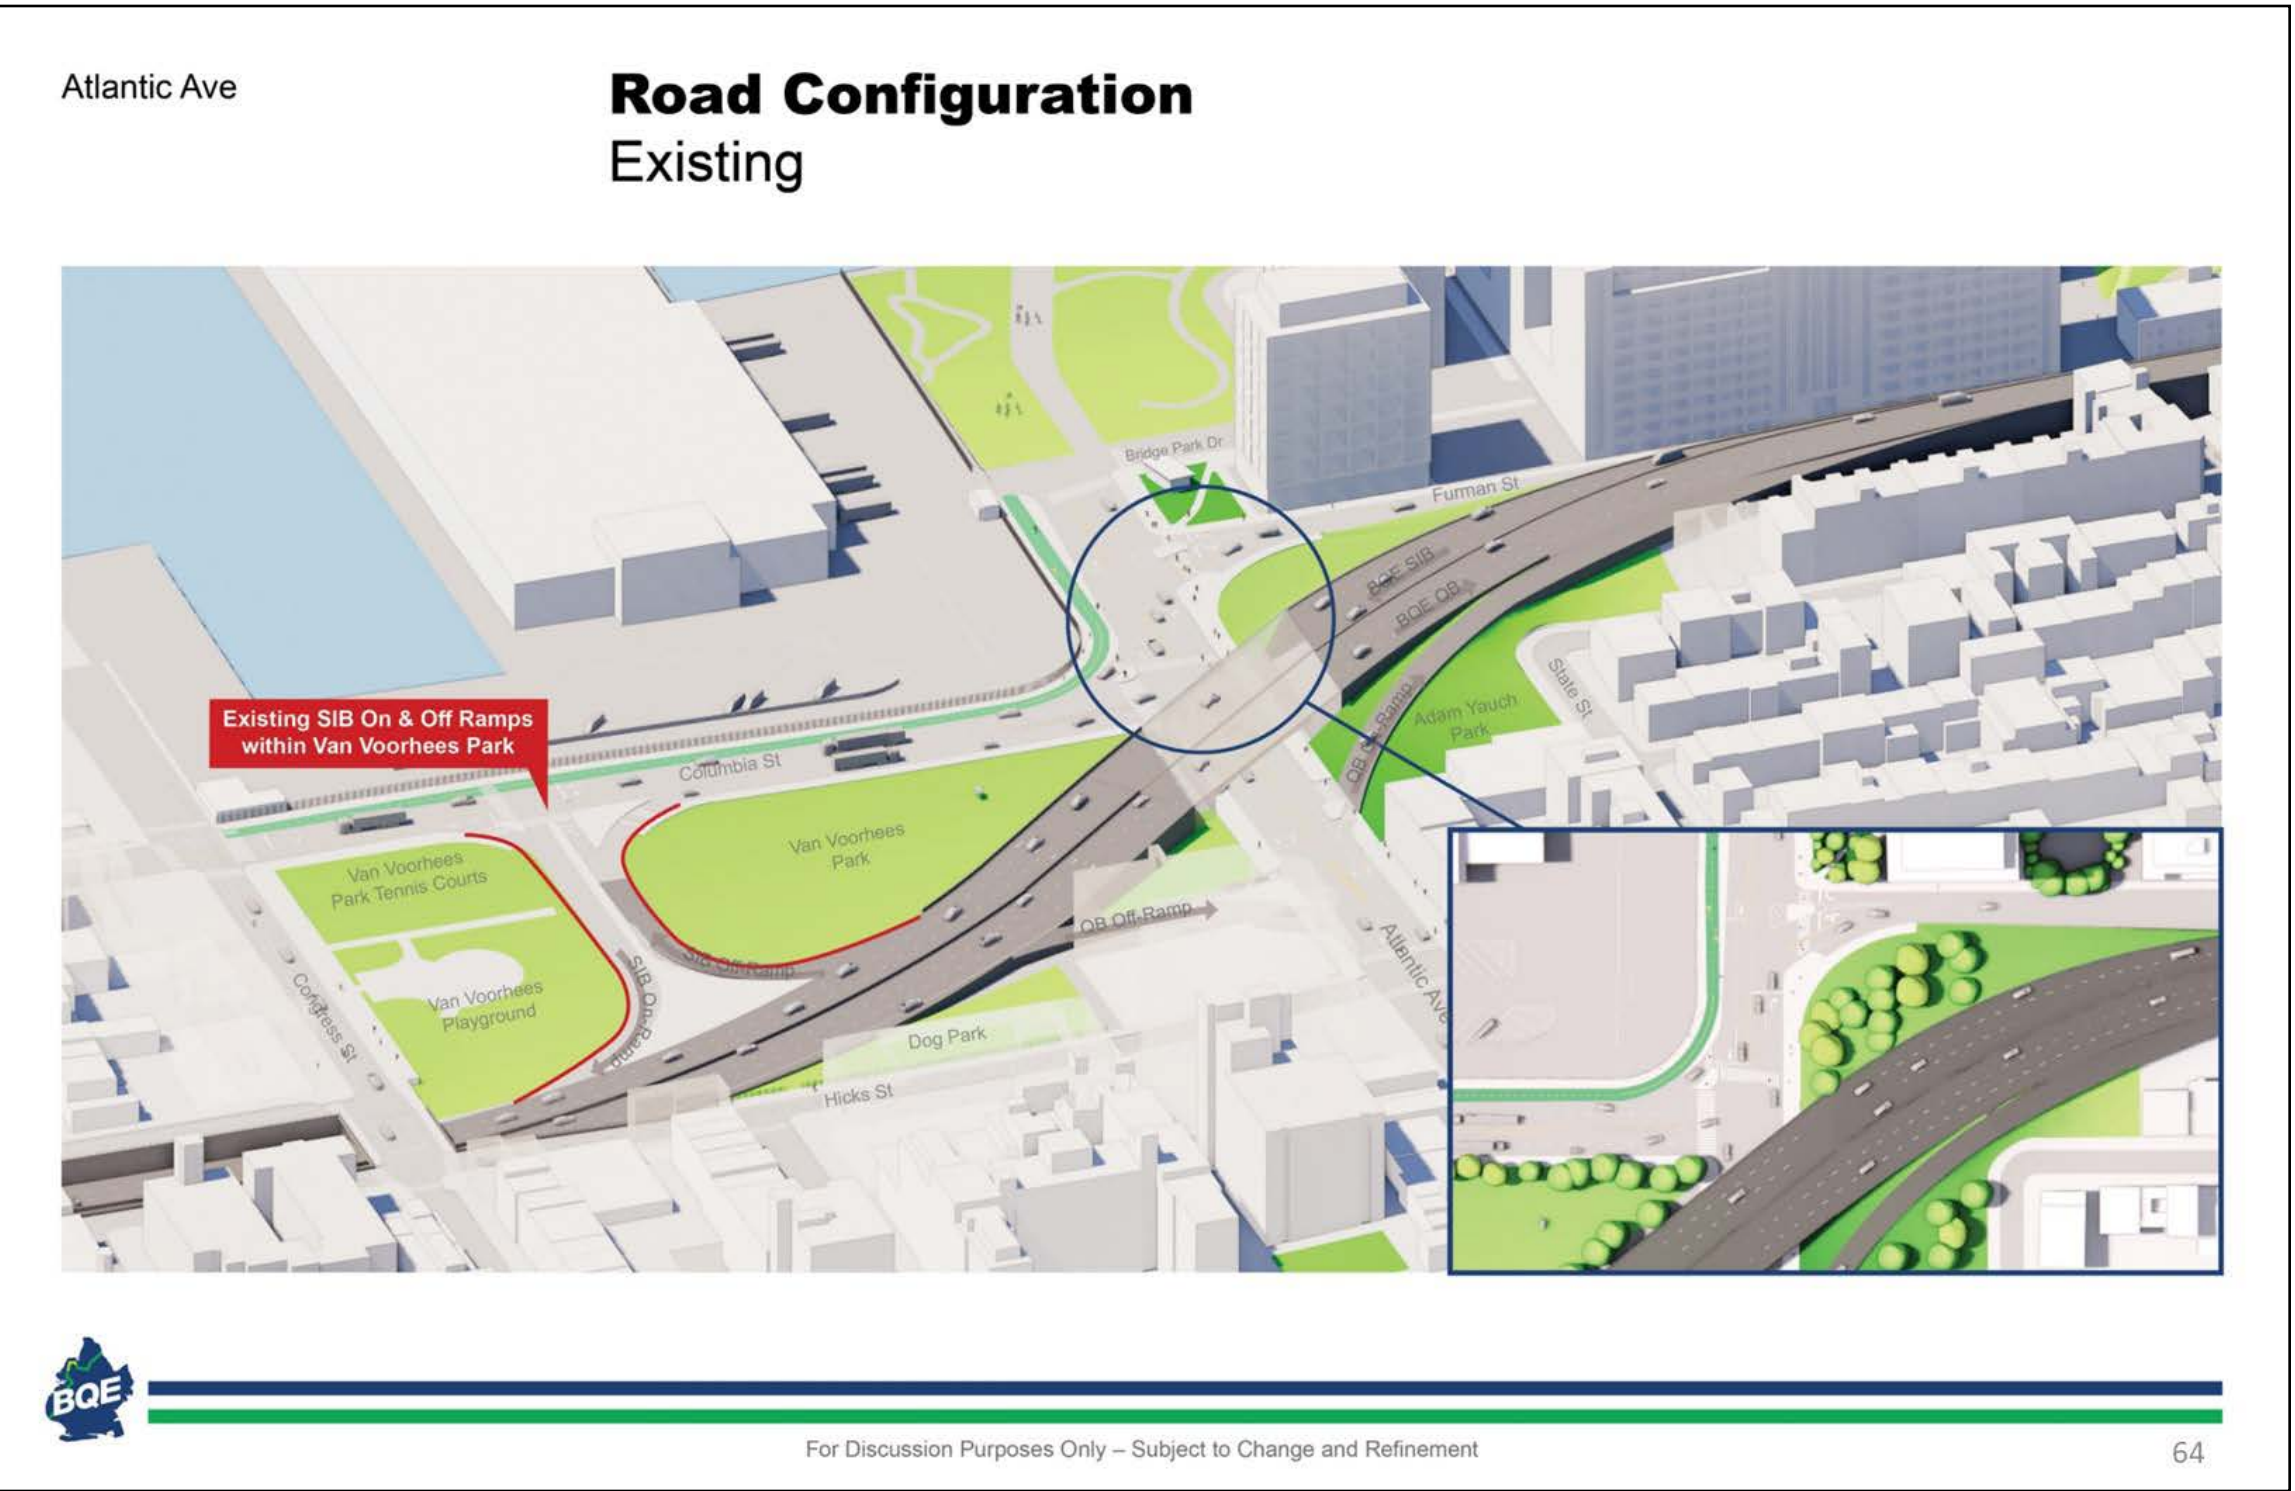 Atlantic Ave
Road Configuration
Existing
Bridge Park Dr
Furman St
BQE SIB
BQE QB
State St
Adam Yauch
Park
QB On-Ramp
Existing SIB On & Off Ramps
within Van Voorhees Park
Columbia St
Van Voorhees
Park
Van Voorhees
Park Tennis Courts
QB Off-Ramp
Atlantic Ave
SIB Off-Ramp
SIB On-Ramp
Congress St
Van Voorhees
Playground
Dog Park
Hicks St
BQE
For Discussion Purposes Only – Subject to Change and Refinement
64